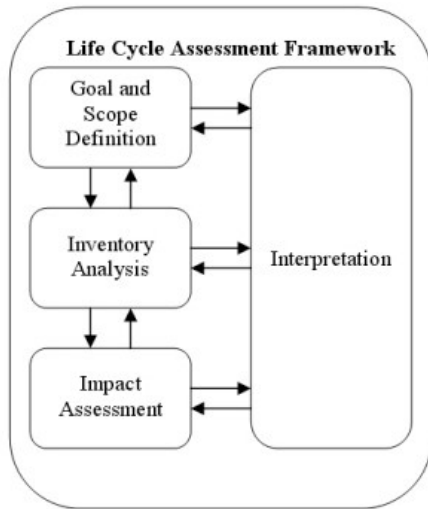 Life Cycle Assessment Framework
Goal and
Scope
Definition
Inventory
Analysis
Interpretation
Impact
Assessment